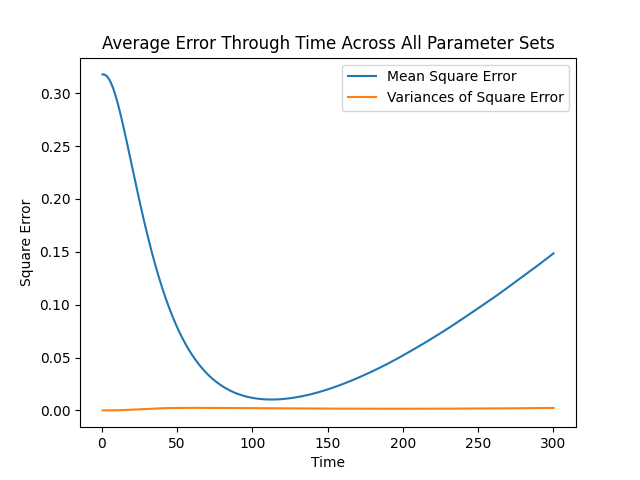 Average Error Through Time Across All Parameter Sets
Mean Square Error
Variances of Square Error
Square Error
0.30
0.25
0.20
0.15
0.10
0.05
0.00
0 50 100 150 200 250 300
Time